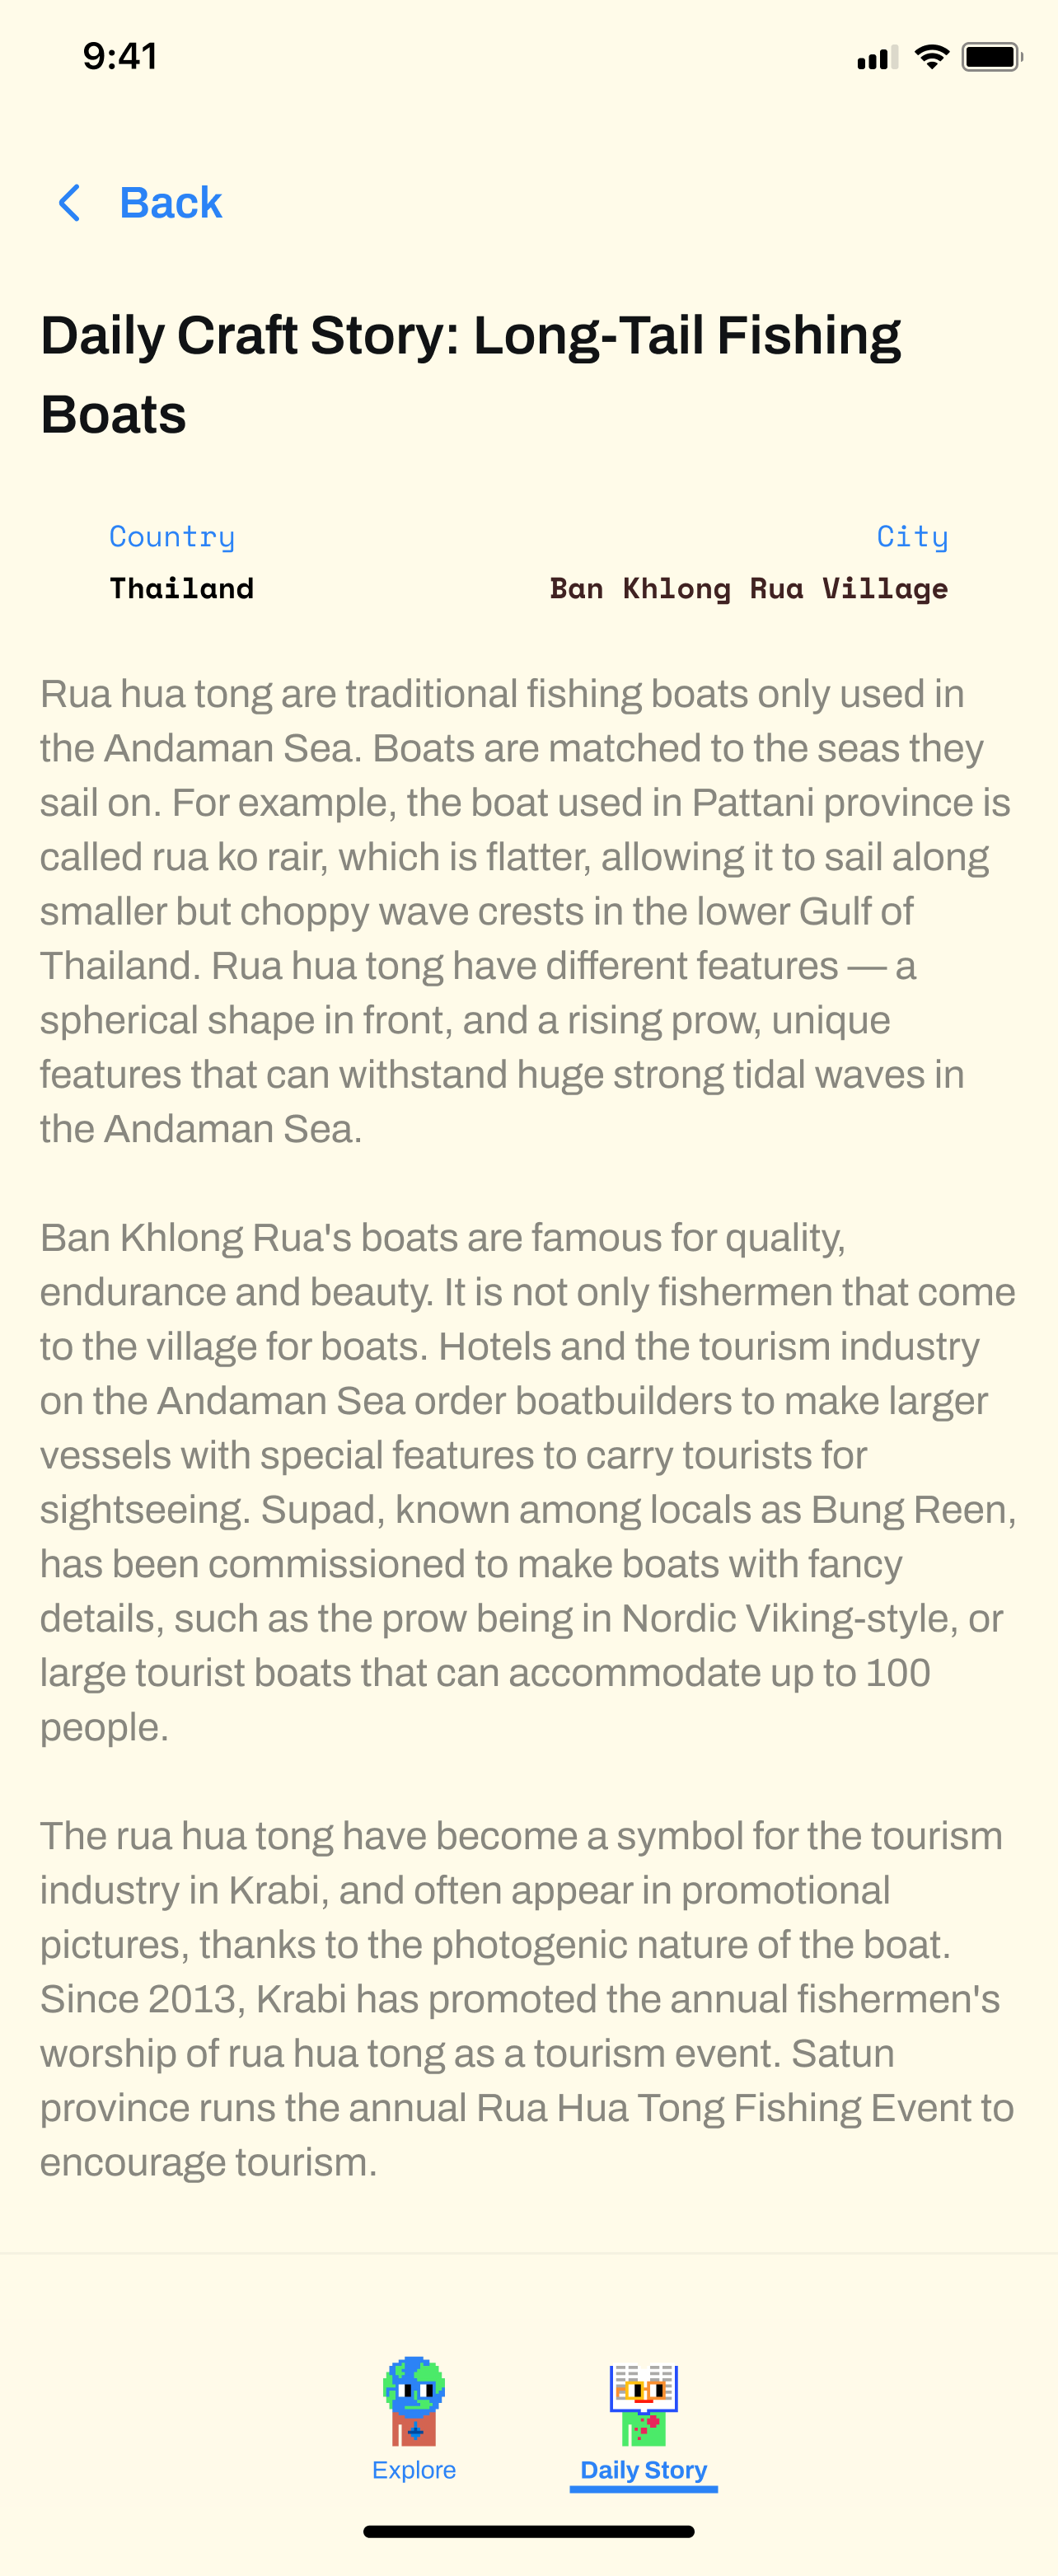 9:41
Back
Daily Craft Story: Long-Tail Fishing
Boats
Country
City
Thailand
Ban Khlong Rua Village
Rua hua tong are traditional fishing boats only used in
the Andaman Sea. Boats are matched to the seas they
sail on. For example, the boat used in Pattani province is
called rua ko rair, which is flatter, allowing it to sail along
smaller but choppy wave crests in the lower Gulf of
Thailand. Rua hua tong have different features — a
spherical shape in front, and a rising prow, unique
features that can withstand huge strong tidal waves in
the Andaman Sea.
Ban Khlong Rua's boats are famous for quality,
endurance and beauty. It is not only fishermen that come
to the village for boats. Hotels and the tourism industry
on the Andaman Sea order boatbuilders to make larger
vessels with special features to carry tourists for
sightseeing. Supad, known among locals as Bung Reen,
has been commissioned to make boats with fancy
details, such as the prow being in Nordic Viking-style, or
large tourist boats that can accommodate up to 100
people.
The rua hua tong have become a symbol for the tourism
industry in Krabi, and often appear in promotional
pictures, thanks to the photogenic nature of the boat.
Since 2013, Krabi has promoted the annual fishermen's
worship of rua hua tong as a tourism event. Satun
province runs the annual Rua Hua Tong Fishing Event to
encourage tourism.
Explore
Daily Story